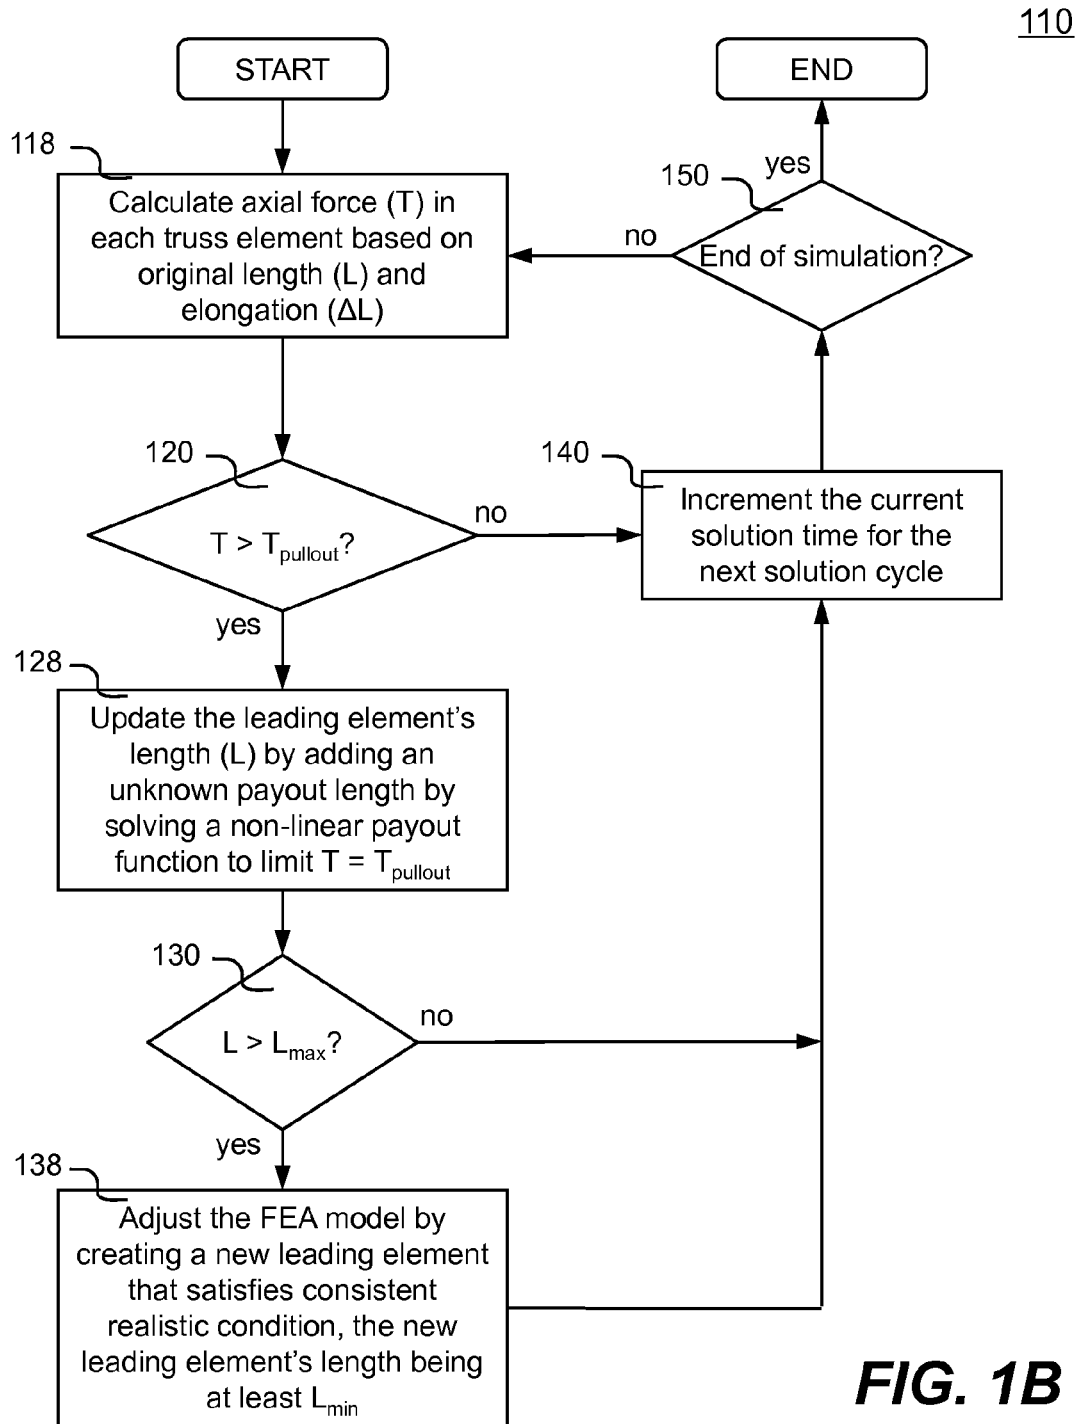 110
START
END
118
Calculate axial force (T) in
each truss element based on
original length (L) and
elongation (ΔL)
150
yes
no
End of simulation?
120
T > Tpullout?
no
yes
140
Increment the current
solution time for the
next solution cycle
128
Update the leading element's
length (L) by adding an
unknown payout length by
solving a non-linear payout
function to limit T = Tpullout
130
L > Lmax?
no
yes
138
Adjust the FEA model by
creating a new leading element
that satisfies consistent
realistic condition, the new
leading element's length being
at least Lmin
FIG. 1B